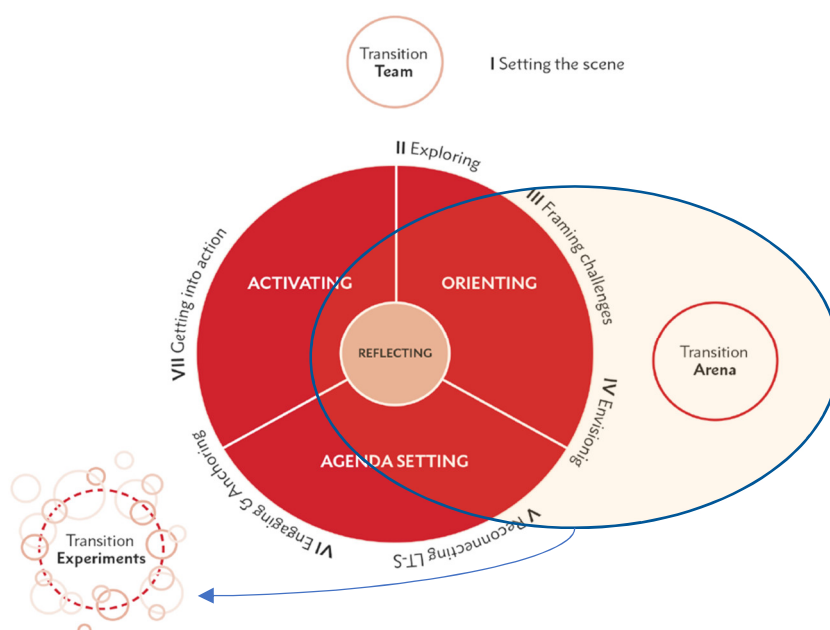 Transition
Team
I Setting the scene
II Exploring
III Framing challenges
ACTIVATING
ORIENTING
VII Getting into action
REFLECTING
Transition
Arena
IV Envisionig
AGENDA SETTING
VI Engaging & Anchoring
V Reconnecting LT-S
Transition
Experiments